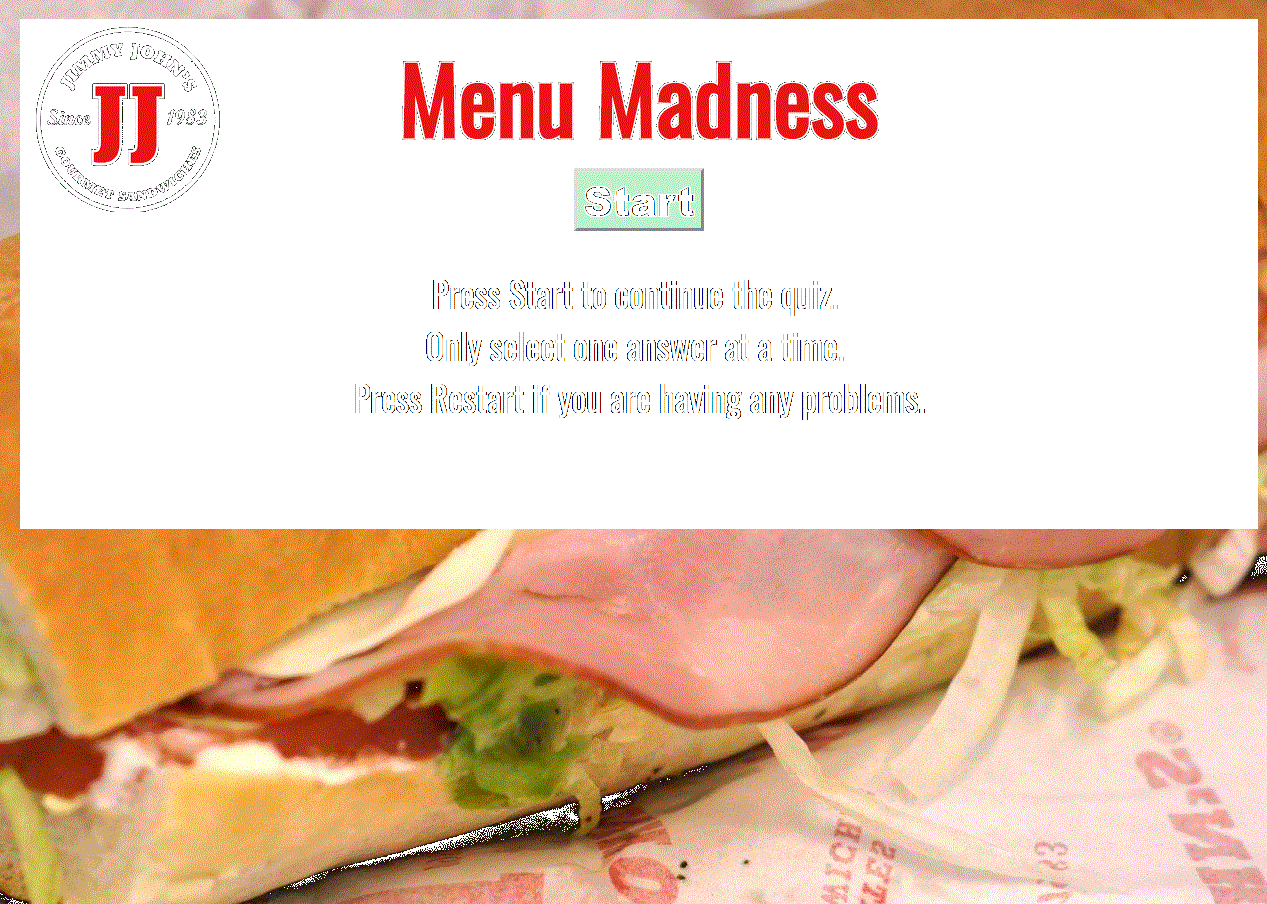 JIMMY JOHN'S
Since JJ 1983
GOURMET SANDWICHES
Menu Madness
Start
Press Start to continue the quiz.
Only select one answer at a time.
Press Restart if you are having any problems.